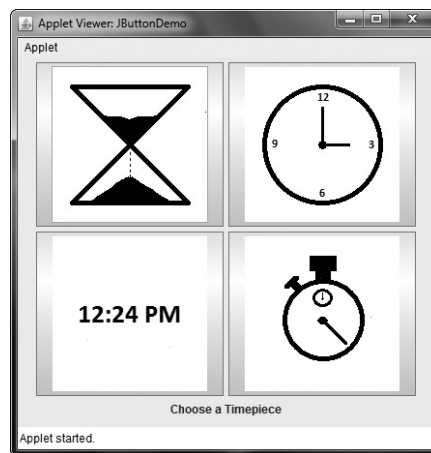 Applet Viewer: JButtonDemo
Applet
12
9 3
6
12:24 PM
Choose a Timepiece
Applet started.